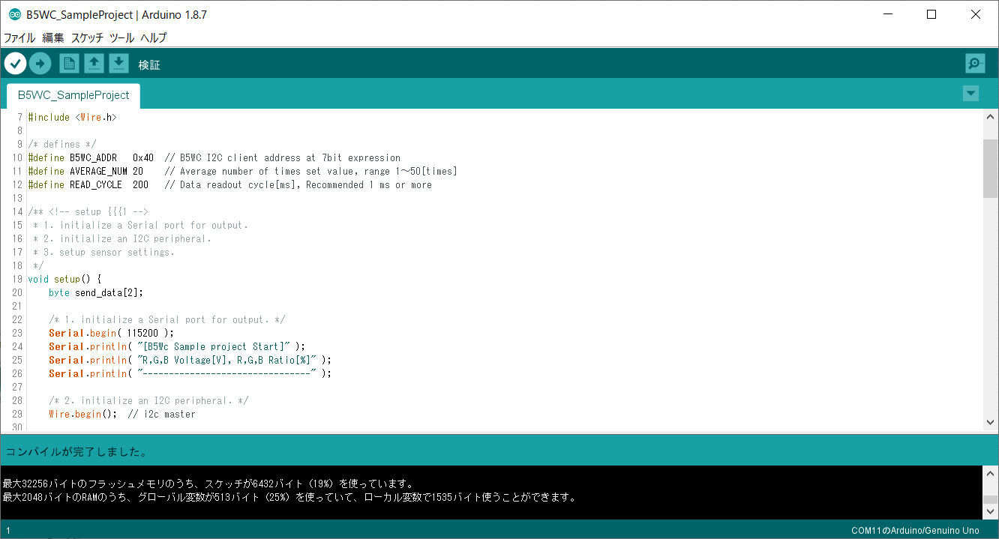 B5WC_SampleProject | Arduino 1.8.7
ファイル 編集 スケッチ ツール ヘルプ
検証
B5WC_SampleProject
7 #include <Wire.h>
8
9 /* defines */
10 #define B5WC_ADDR   0x40  // B5WC I2C client address at 7bit expression
11 #define AVERAGE_NUM 20    // Average number of times set value, range 1～50[times]
12 #define READ_CYCLE  200   // Data readout cycle[ms], Recommended 1 ms or more
13
14 /** <!-- setup {{{1 -->
15  * 1. initialize a Serial port for output.
16  * 2. initialize an I2C peripheral.
17  * 3. setup sensor settings.
18  */
19 void setup() {
20     byte send_data[2];
21
22     /* 1. initialize a Serial port for output. */
23     Serial.begin( 115200 );
24     Serial.println( "[B5Wc Sample project Start]" );
25     Serial.println( "R,G,B Voltage[V], R,G,B Ratio[%]" );
26     Serial.println( "--------------------------------" );
27
28     /* 2. initialize an I2C peripheral. */
29     Wire.begin();  // i2c master
30
コンパイルが完了しました。
最大32256バイトのフラッシュメモリのうち、スケッチが6432バイト（19%）を使っています。
最大2048バイトのRAMのうち、グローバル変数が513バイト（25%）を使っていて、ローカル変数で1535バイト使うことができます。
1 COM11のArduino/Genuino Uno